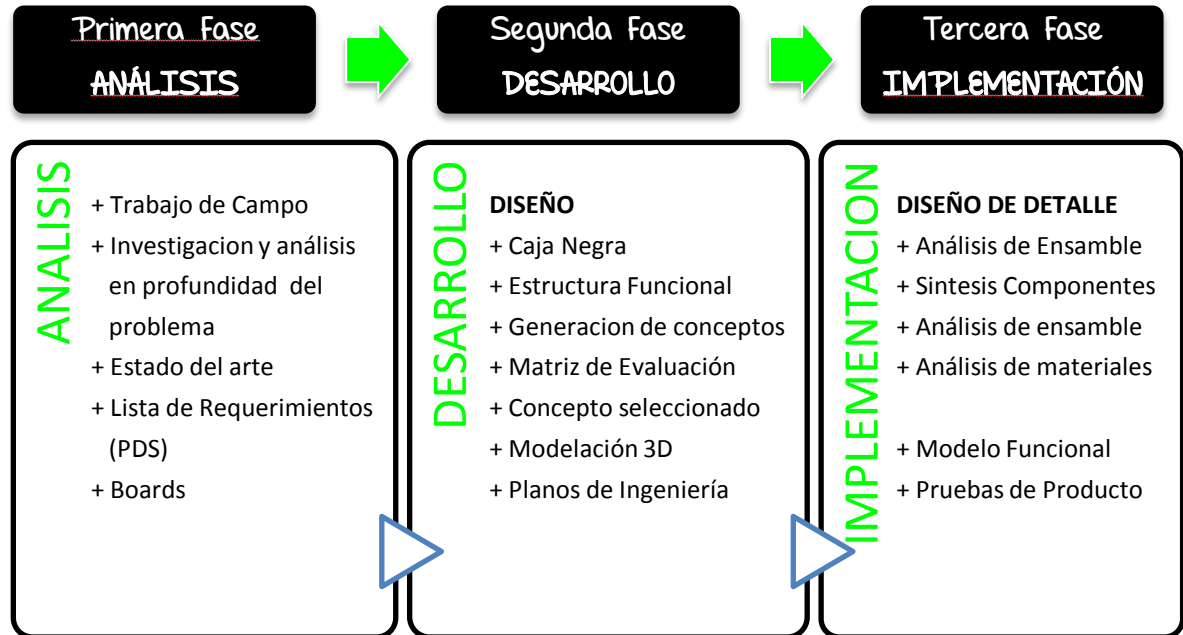 Primera Fase
ANÁLISIS
Segunda Fase
DESARROLLO
Tercera Fase
IMPLEMENTACIÓN
ANALISIS
+ Trabajo de Campo
+ Investigacion y análisis
en profundidad del
problema
+ Estado del arte
+ Lista de Requerimientos
(PDS)
+ Boards
DESARROLLO
DISEÑO
+ Caja Negra
+ Estructura Funcional
+ Generacion de conceptos
+ Matriz de Evaluación
+ Concepto seleccionado
+ Modelación 3D
+ Planos de Ingeniería
IMPLEMENTACION
DISEÑO DE DETALLE
+ Análisis de Ensamble
+ Sintesis Componentes
+ Análisis de ensamble
+ Análisis de materiales
+ Modelo Funcional
+ Pruebas de Producto